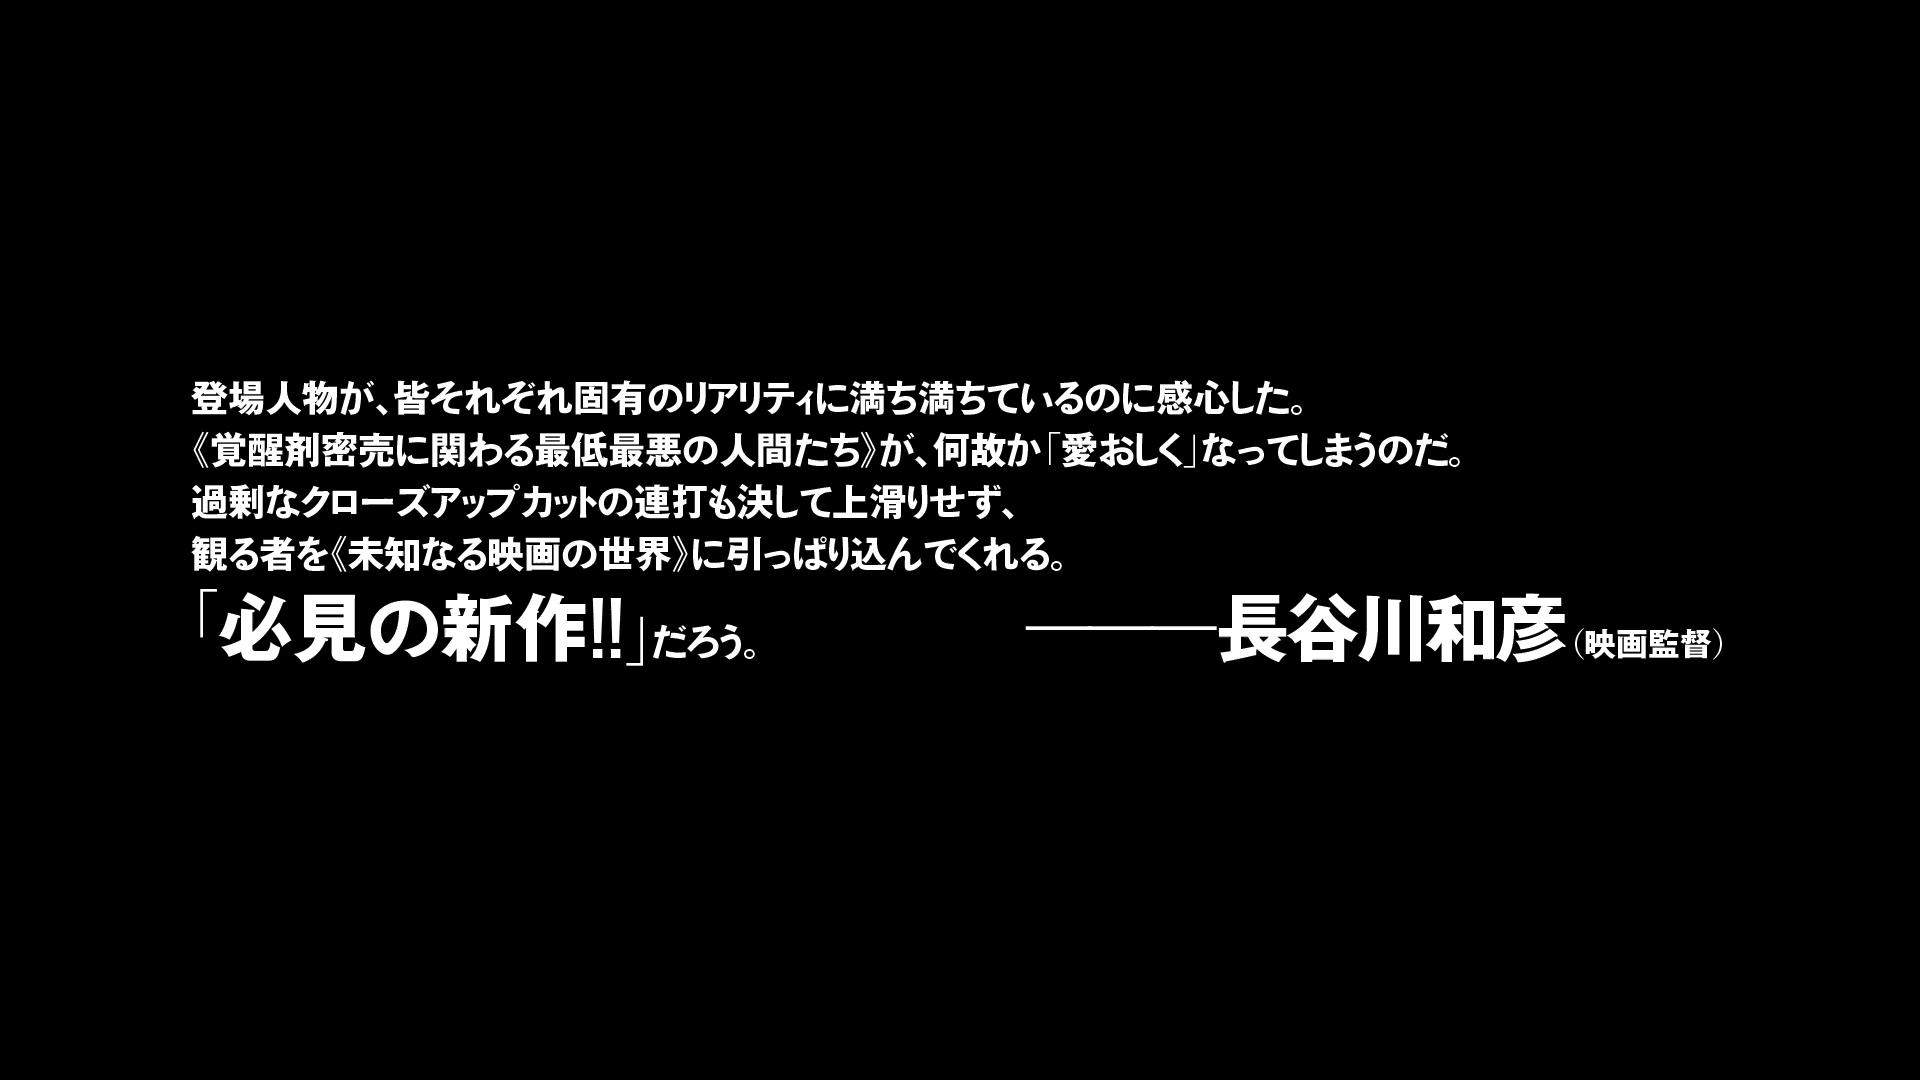 登場人物が、皆それぞれ固有のリアリティに満ち満ちているのに感心した。
《覚醒剤密売に関わる最低最悪の人間たち》が、何故か「愛おしく」なってしまうのだ。
過剰なクローズアップカットの連打も決して上滑りせず、
観る者を《未知なる映画の世界》に引っぱり込んでくれる。
「必見の新作!!」だろう。 ―――長谷川和彦(映画監督)